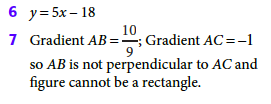 6 y = 5x − 18
7 Gradient AB = 10/9; Gradient AC = −1
so AB is not perpendicular to AC and
figure cannot be a rectangle.